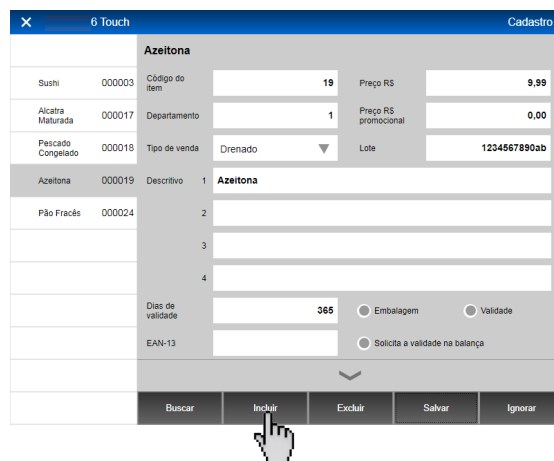 ✕ 6 Touch Cadastro
Azeitona
Sushi 000003
Alcatra Maturada 000017
Pescado Congelado 000018
Azeitona 000019
Pão Fracês 000024
Código do item 19 Preço R$ 9,99
Departamento 1 Preço R$ promocional 0,00
Tipo de venda Drenado Lote 1234567890ab
Descritivo 1 Azeitona
2
3
4
Dias de validade 365 Embalagem Validade
EAN-13 Solicita a validade na balança
Buscar Incluir Excluir Salvar Ignorar